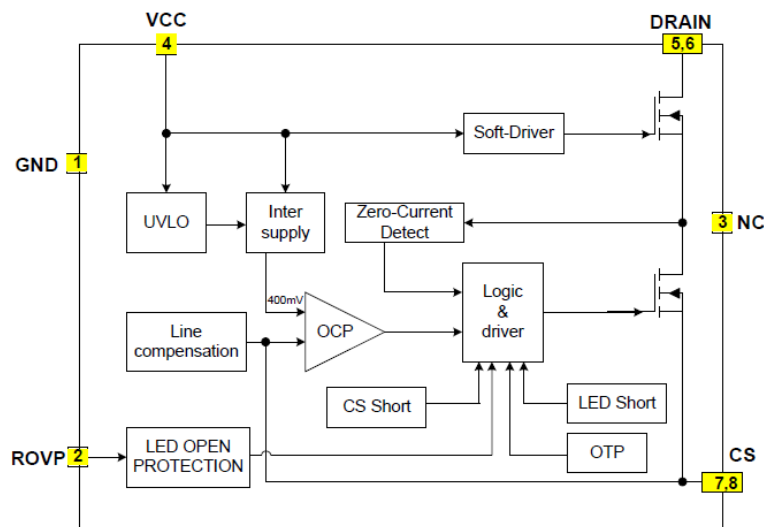 VCC
4
DRAIN
5,6
Soft-Driver
GND
1
UVLO
Inter
supply
Zero-Current
Detect
3
NC
400mV
OCP
Logic
&
driver
Line
compensation
CS Short
LED Short
ROVP
2
LED OPEN
PROTECTION
OTP
CS
7,8